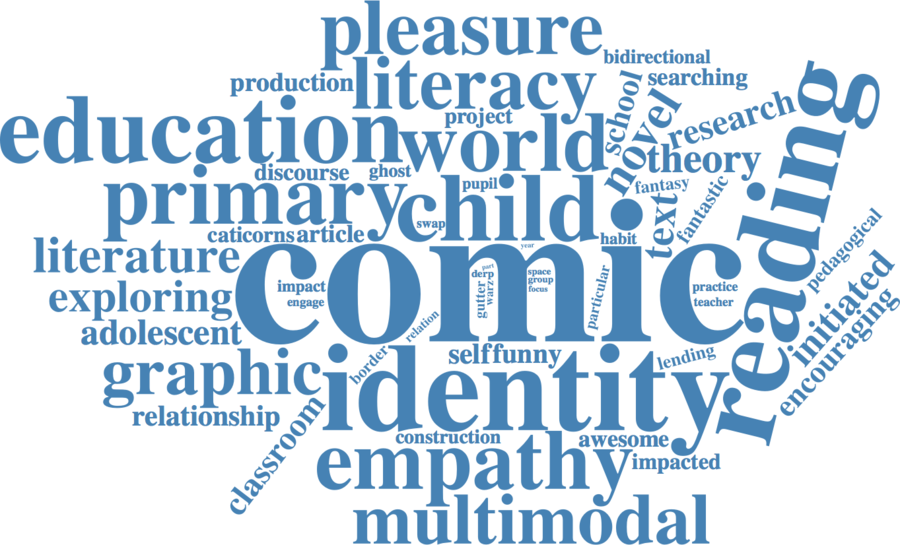 pleasure
bidirectional
production
literacy
searching
education
project
world
school
novel
research
reading
discourse
ghost
theory
primary
child
pupil
fantasy
fantastic
text
swap
caticorns
article
habit
year
pedagogical
literature
comic
exploring
impact
engage
part
derp
gutter
warz
space
group
focus
particular
practice
teacher
initiated
encouraging
adolescent
relation
border
self
funny
lending
graphic
identity
relationship
classroom
construction
awesome
empathy
impacted
multimodal